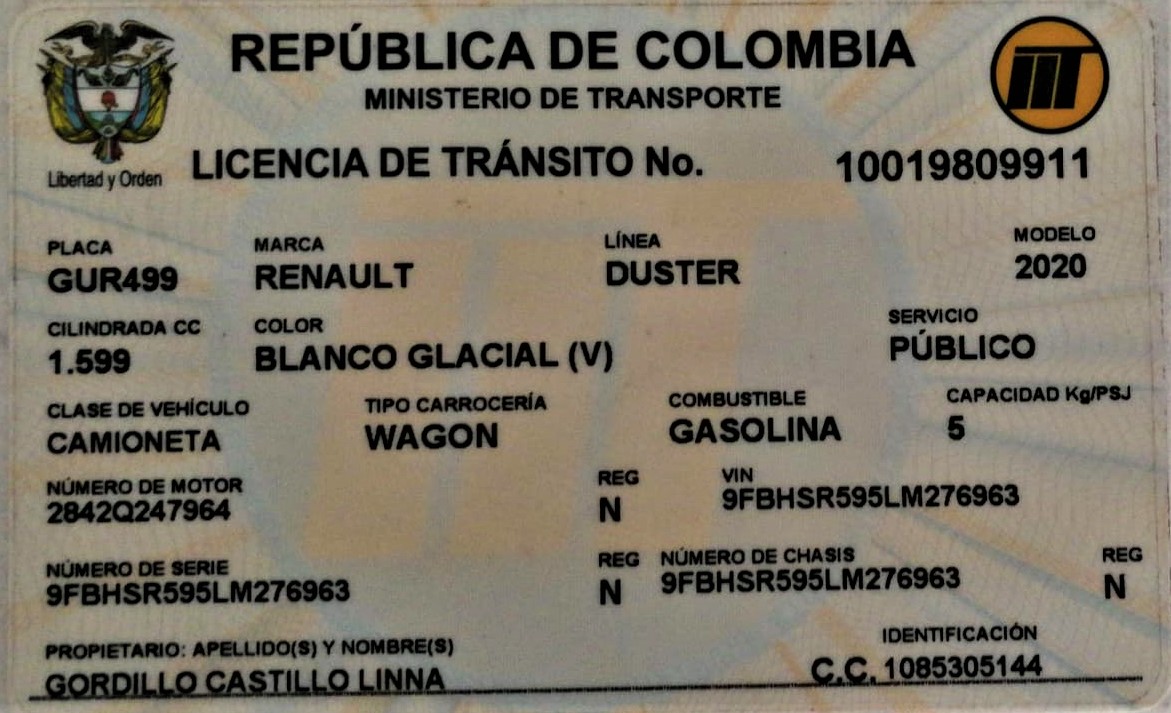 REPÚBLICA DE COLOMBIA
MINISTERIO DE TRANSPORTE
Libertad y Orden
LICENCIA DE TRÁNSITO No. 10019809911
PLACA MARCA LÍNEA MODELO
GUR499 RENAULT DUSTER 2020
CILINDRADA CC COLOR SERVICIO
1.599 BLANCO GLACIAL (V) PÚBLICO
CLASE DE VEHÍCULO TIPO CARROCERÍA COMBUSTIBLE CAPACIDAD Kg/PSJ
CAMIONETA WAGON GASOLINA 5
NÚMERO DE MOTOR REG VIN
2842Q247964 N 9FBHSR595LM276963
NÚMERO DE SERIE REG NÚMERO DE CHASIS REG
9FBHSR595LM276963 N 9FBHSR595LM276963 N
PROPIETARIO: APELLIDO(S) Y NOMBRE(S) IDENTIFICACIÓN
GORDILLO CASTILLO LINNA C.C. 1085305144